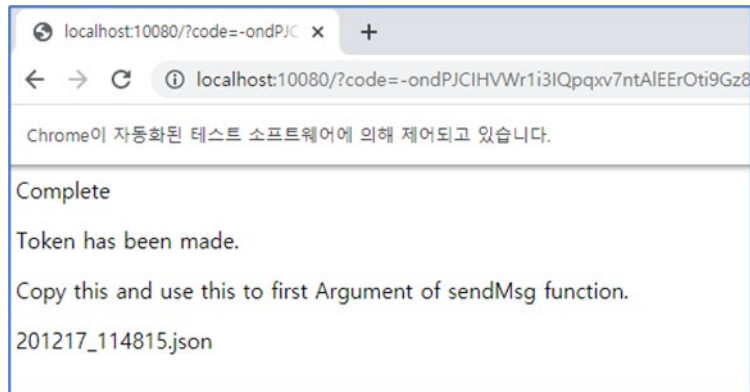 localhost:10080/?code=-ondPJC
localhost:10080/?code=-ondPJCIHVWr1i3IQpqxv7ntAlEErOti9Gz8
Chrome이 자동화된 테스트 소프트웨어에 의해 제어되고 있습니다.
Complete
Token has been made.
Copy this and use this to first Argument of sendMsg function.
201217_114815.json